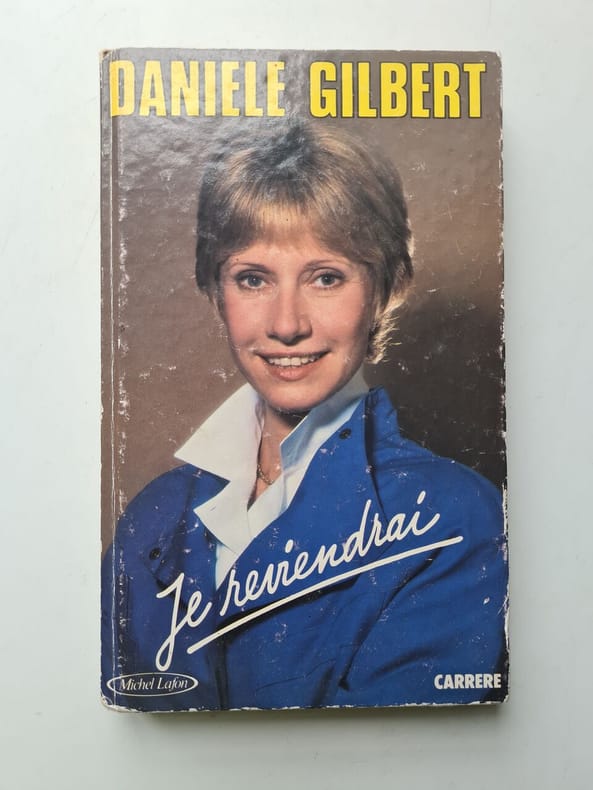 DANIELE GILBERT
Je reviendrai
Michel Lafon
CARRERE